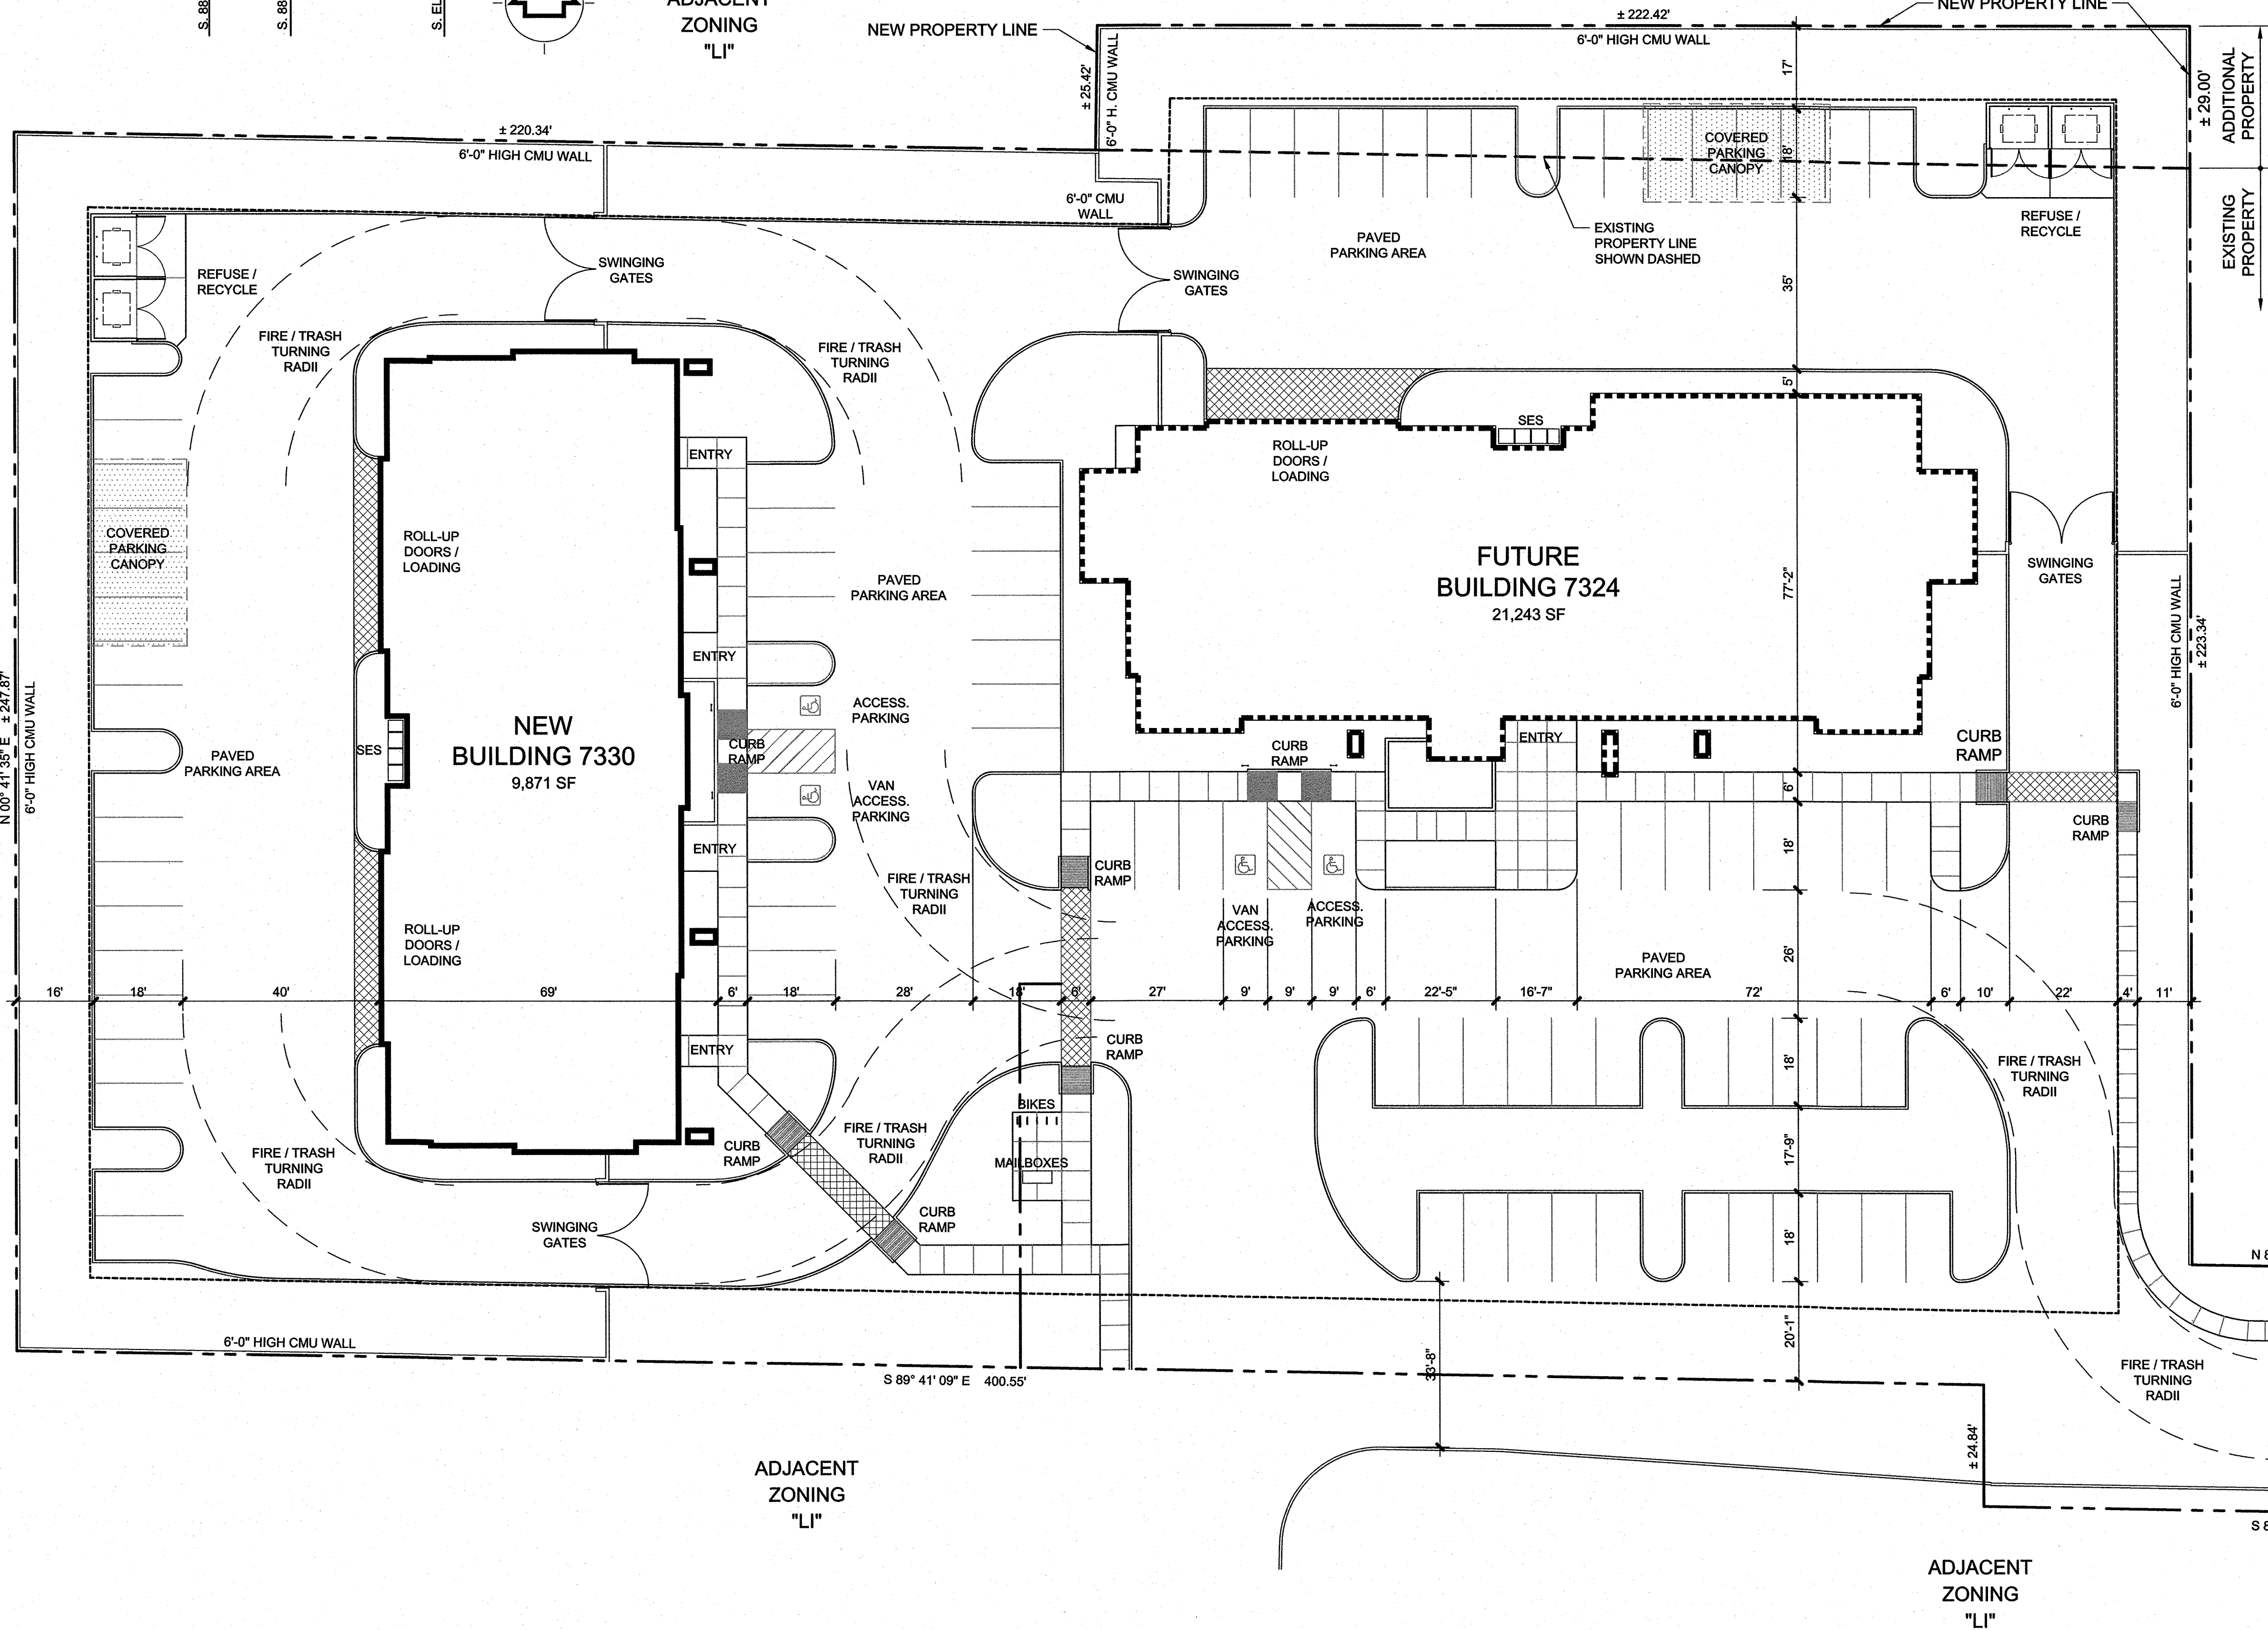 S. 88
S. 88
S. EL
ADJACENT
ZONING
"LI"
NEW PROPERTY LINE
± 222.42'
6'-0" HIGH CMU WALL
NEW PROPERTY LINE
± 25.42'
6'-0" H. CMU WALL
17'
± 29.00'
ADDITIONAL
PROPERTY
EXISTING
PROPERTY
± 220.34'
6'-0" HIGH CMU WALL
6'-0" CMU
WALL
COVERED
PARKING
CANOPY
18'
EXISTING
PROPERTY LINE
SHOWN DASHED
REFUSE /
RECYCLE
PAVED
PARKING AREA
35'
REFUSE /
RECYCLE
SWINGING
GATES
SWINGING
GATES
FIRE / TRASH
TURNING
RADII
FIRE / TRASH
TURNING
RADII
5'
SES
ENTRY
ROLL-UP
DOORS /
LOADING
COVERED
PARKING
CANOPY
ROLL-UP
DOORS /
LOADING
PAVED
PARKING AREA
FUTURE
BUILDING 7324
21,243 SF
77'-2"
SWINGING
GATES
6'-0" HIGH CMU WALL
± 223.34'
N 00° 41' 35" E ± 247.87'
6'-0" HIGH CMU WALL
ENTRY
ACCESS.
PARKING
NEW
BUILDING 7330
9,871 SF
SES
PAVED
PARKING AREA
CURB
RAMP
CURB
RAMP
ENTRY
CURB
RAMP
VAN
ACCESS.
PARKING
6'
CURB
RAMP
ENTRY
18'
CURB
RAMP
FIRE / TRASH
TURNING
RADII
VAN
ACCESS.
PARKING
ACCESS.
PARKING
ROLL-UP
DOORS /
LOADING
26'
PAVED
PARKING AREA
16'
18'
40'
69'
6'
18'
28'
18'
6'
27'
9'
9'
9'
6'
22'-5"
16'-7"
72'
6'
10'
22'
4'
11'
ENTRY
CURB
RAMP
18'
FIRE / TRASH
TURNING
RADII
BIKES
MAILBOXES
FIRE / TRASH
TURNING
RADII
CURB
RAMP
FIRE / TRASH
TURNING
RADII
17'-9"
CURB
RAMP
SWINGING
GATES
18'
N 8
6'-0" HIGH CMU WALL
20'-1"
33'-8"
S 89° 41' 09" E 400.55'
FIRE / TRASH
TURNING
RADII
± 24.84'
ADJACENT
ZONING
"LI"
S 8
ADJACENT
ZONING
"LI"